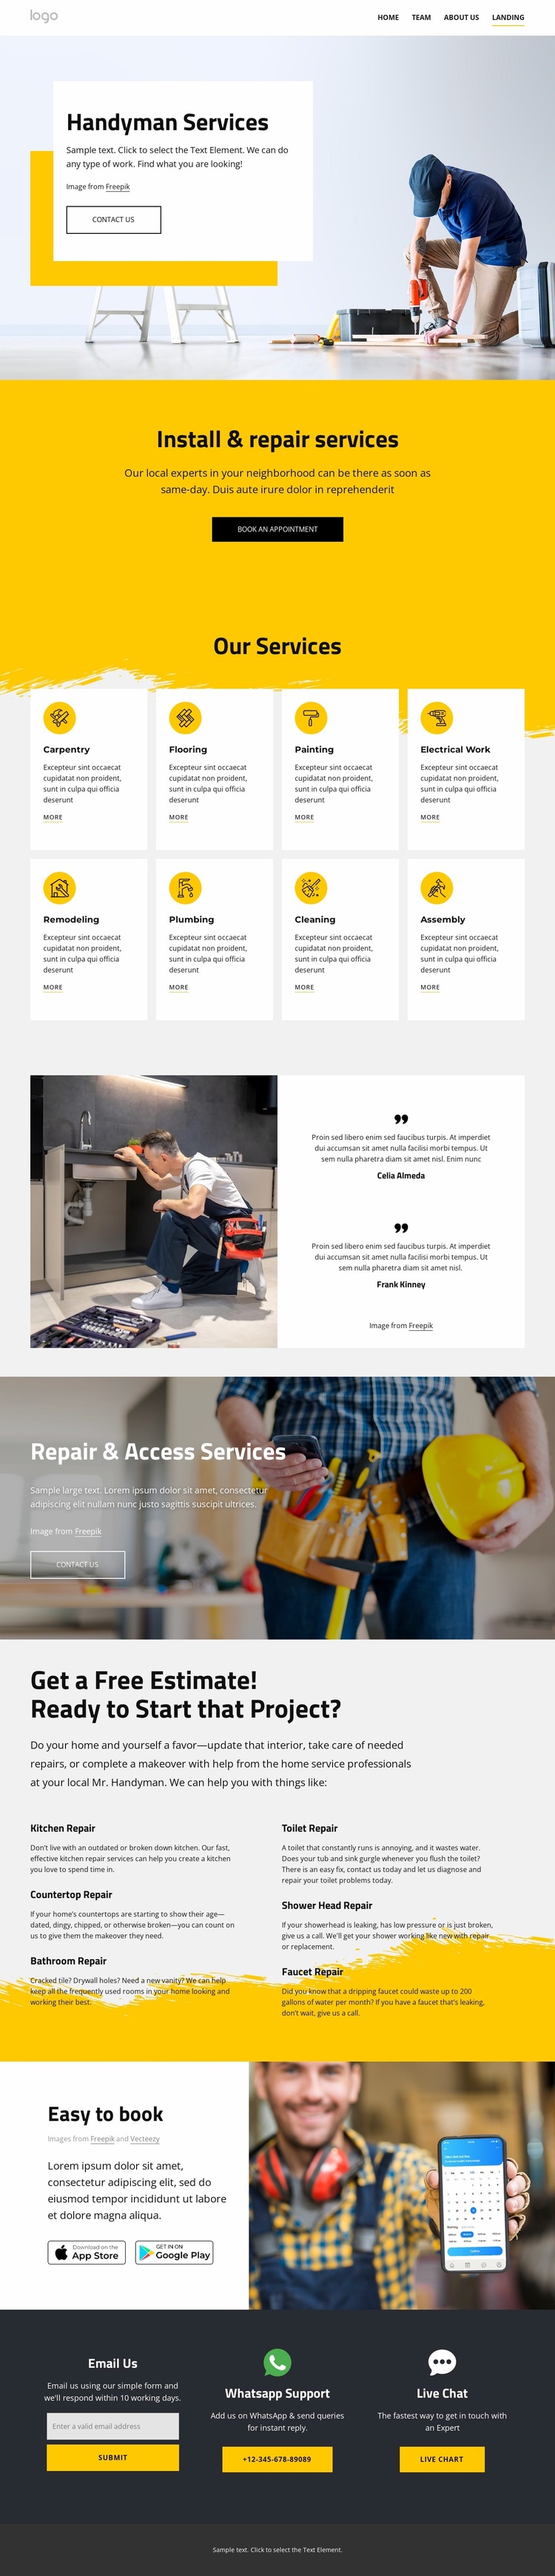 logo
HOME TEAM ABOUT US LANDING
Handyman Services
Sample text. Click to select the Text Element. We can do
any type of work. Find what you are looking!
Image from Freepik
CONTACT US
Install & repair services
Our local experts in your neighborhood can be there as soon as
same-day. Duis aute irure dolor in reprehenderit
BOOK AN APPOINTMENT
Our Services
Carpentry
Excepteur sint occaecat
cupidatat non proident,
sunt in culpa qui officia
deserunt
MORE
Flooring
Excepteur sint occaecat
cupidatat non proident,
sunt in culpa qui officia
deserunt
MORE
Painting
Excepteur sint occaecat
cupidatat non proident,
sunt in culpa qui officia
deserunt
MORE
Electrical Work
Excepteur sint occaecat
cupidatat non proident,
sunt in culpa qui officia
deserunt
MORE
Remodeling
Excepteur sint occaecat
cupidatat non proident,
sunt in culpa qui officia
deserunt
MORE
Plumbing
Excepteur sint occaecat
cupidatat non proident,
sunt in culpa qui officia
deserunt
MORE
Cleaning
Excepteur sint occaecat
cupidatat non proident,
sunt in culpa qui officia
deserunt
MORE
Assembly
Excepteur sint occaecat
cupidatat non proident,
sunt in culpa qui officia
deserunt
MORE
Proin sed libero enim sed faucibus turpis. At imperdiet
dui accumsan sit amet nulla facilisi morbi tempus. Ut
sem nulla pharetra diam sit amet nisl. Enim nunc
Celia Almeda
Proin sed libero enim sed faucibus turpis. At imperdiet
dui accumsan sit amet nulla facilisi morbi tempus. Ut
sem nulla pharetra diam sit amet nisl.
Frank Kinney
Image from Freepik
Repair & Access Services
Sample large text. Lorem ipsum dolor sit amet, consectetur
adipiscing elit nullam nunc justo sagittis suscipit ultrices.
Image from Freepik
CONTACT US
Get a Free Estimate!
Ready to Start that Project?
Do your home and yourself a favor—update that interior, take care of needed
repairs, or complete a makeover with help from the home service professionals
at your local Mr. Handyman. We can help you with things like:
Kitchen Repair
Don't live with an outdated or broken down kitchen. Our fast,
effective kitchen repair services can help you create a kitchen
you love to spend time in.
Countertop Repair
If your home's countertops are starting to show their age—
dated, dingy, chipped, or otherwise broken—you can count on
us to give them the makeover they need.
Bathroom Repair
Cracked tile? Drywall holes? Need a new vanity? We can help
keep all the frequently used rooms in your home looking and
working their best.
Toilet Repair
A toilet that constantly runs is annoying, and it wastes water.
Does your tub and sink gurgle whenever you flush the toilet?
There is an easy fix, contact us today and let us diagnose and
repair your toilet problems today.
Shower Head Repair
If your showerhead is leaking, has low pressure or is just broken,
give us a call. We'll get your shower working like new with repair
or replacement.
Faucet Repair
Did you know that a dripping faucet could waste up to 200
gallons of water per month? If you have a faucet that's leaking,
don't wait, give us a call.
Easy to book
Images from Freepik and Vecteezy
Lorem ipsum dolor sit amet,
consectetur adipiscing elit, sed do
eiusmod tempor incididunt ut labore
et dolore magna aliqua.
Download on the
App Store
GET IN ON
Google Play
Email Us
Email us using our simple form and
we'll respond within 10 working days.
Enter a valid email address
SUBMIT
Whatsapp Support
Add us on WhatsApp & send queries
for instant reply.
+12-345-678-89089
Live Chat
The fastest way to get in touch with
an Expert
LIVE CHART
Sample text. Click to select the Text Element.